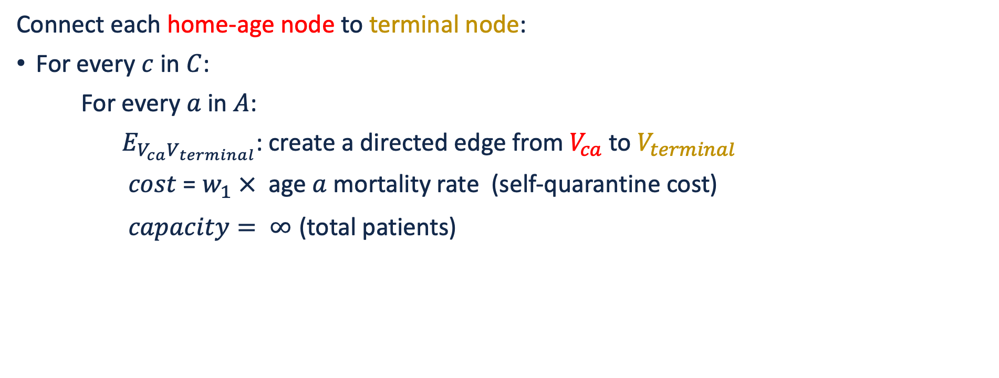 Connect each home-age node to terminal node:
• For every c in C:
For every a in A:
E_{V_{ca}V_{terminal}}: create a directed edge from V_{ca} to V_{terminal}
cost = w_1 × age a mortality rate (self-quarantine cost)
capacity = ∞ (total patients)